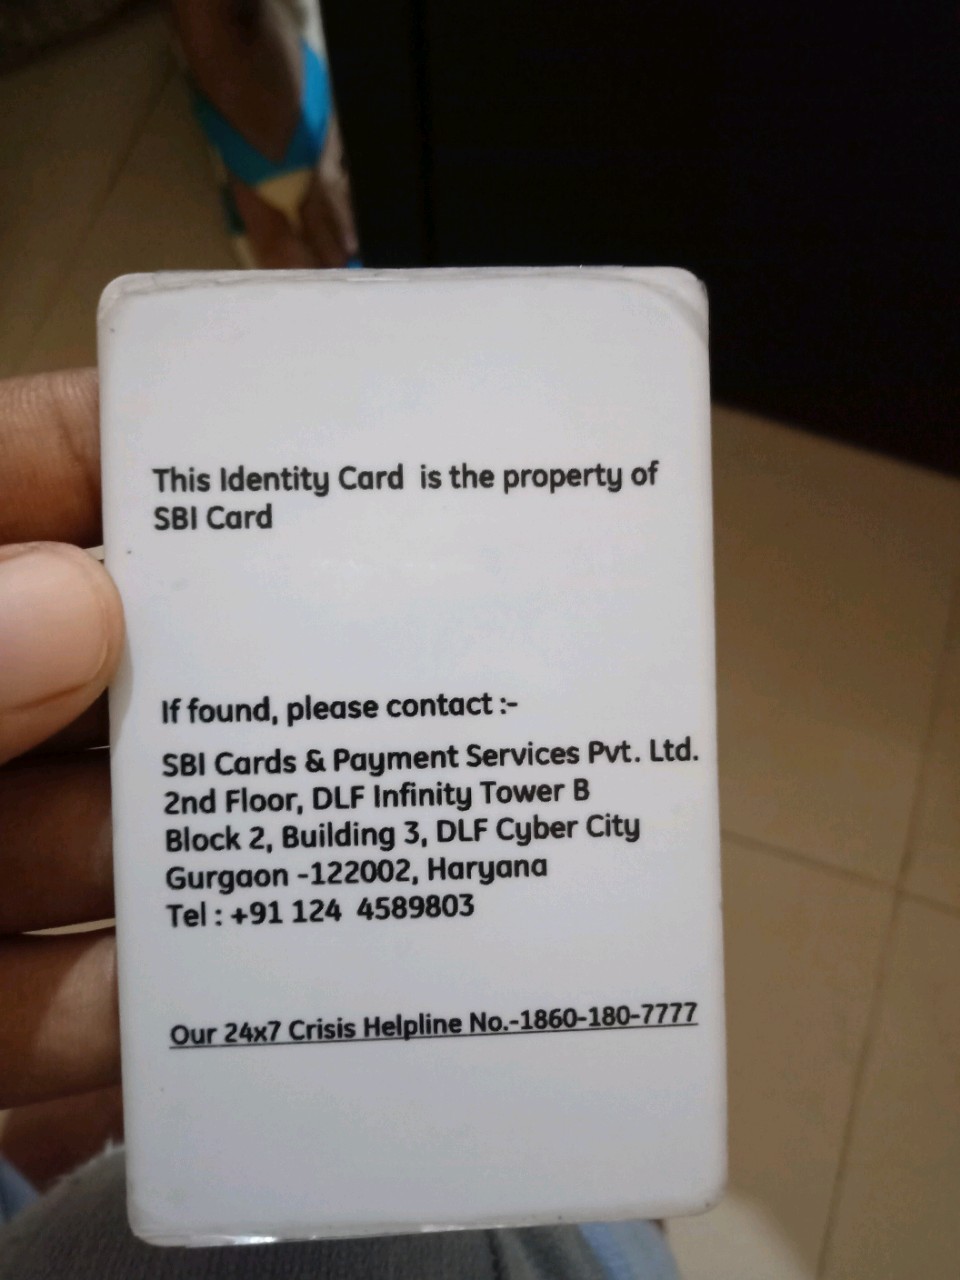 This Identity Card is the property of
SBI Card
If found, please contact :-
SBI Cards & Payment Services Pvt. Ltd.
2nd Floor, DLF Infinity Tower B
Block 2, Building 3, DLF Cyber City
Gurgaon -122002, Haryana
Tel : +91 124 4589803
Our 24x7 Crisis Helpline No.-1860-180-7777